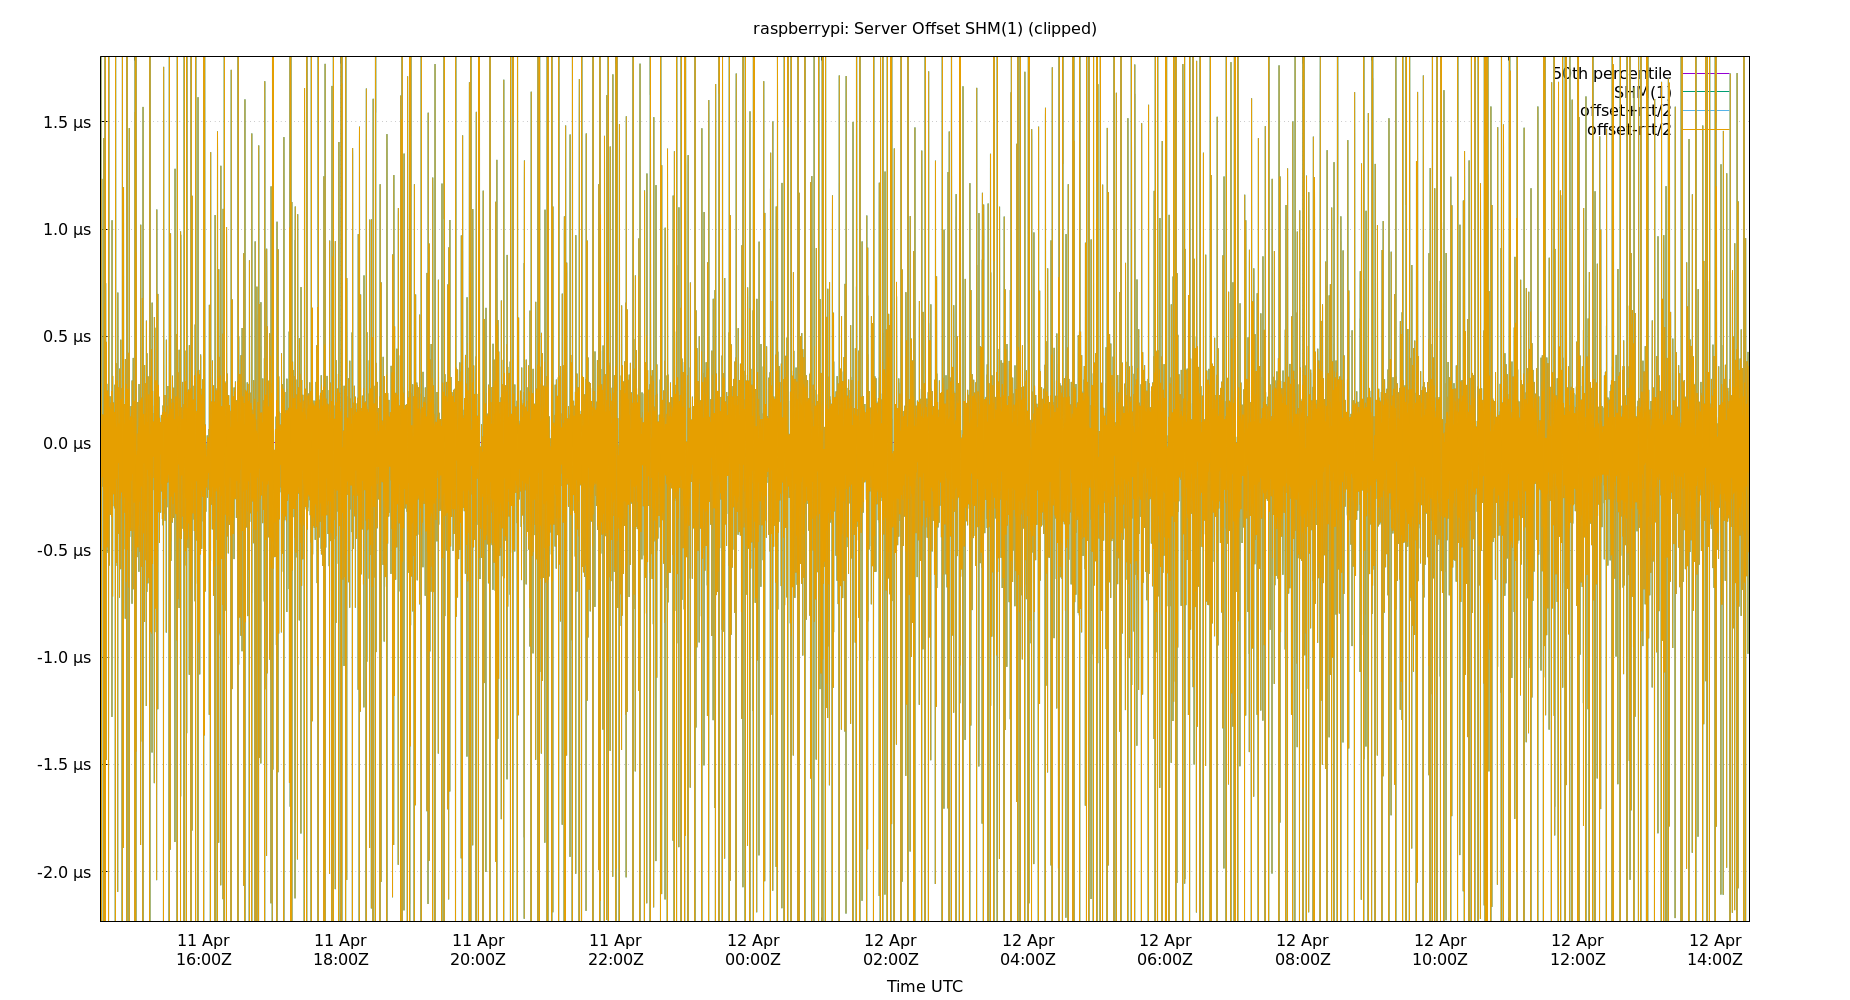 raspberrypi: Server Offset SHM(1) (clipped)
50th percentile
SHM(1)
offset+rtt/2
offset-rtt/2
1.5 µs
1.0 µs
0.5 µs
0.0 µs
-0.5 µs
-1.0 µs
-1.5 µs
-2.0 µs
11 Apr 11 Apr 11 Apr 11 Apr 12 Apr 12 Apr 12 Apr 12 Apr 12 Apr 12 Apr 12 Apr 12 Apr
16:00Z 18:00Z 20:00Z 22:00Z 00:00Z 02:00Z 04:00Z 06:00Z 08:00Z 10:00Z 12:00Z 14:00Z
Time UTC